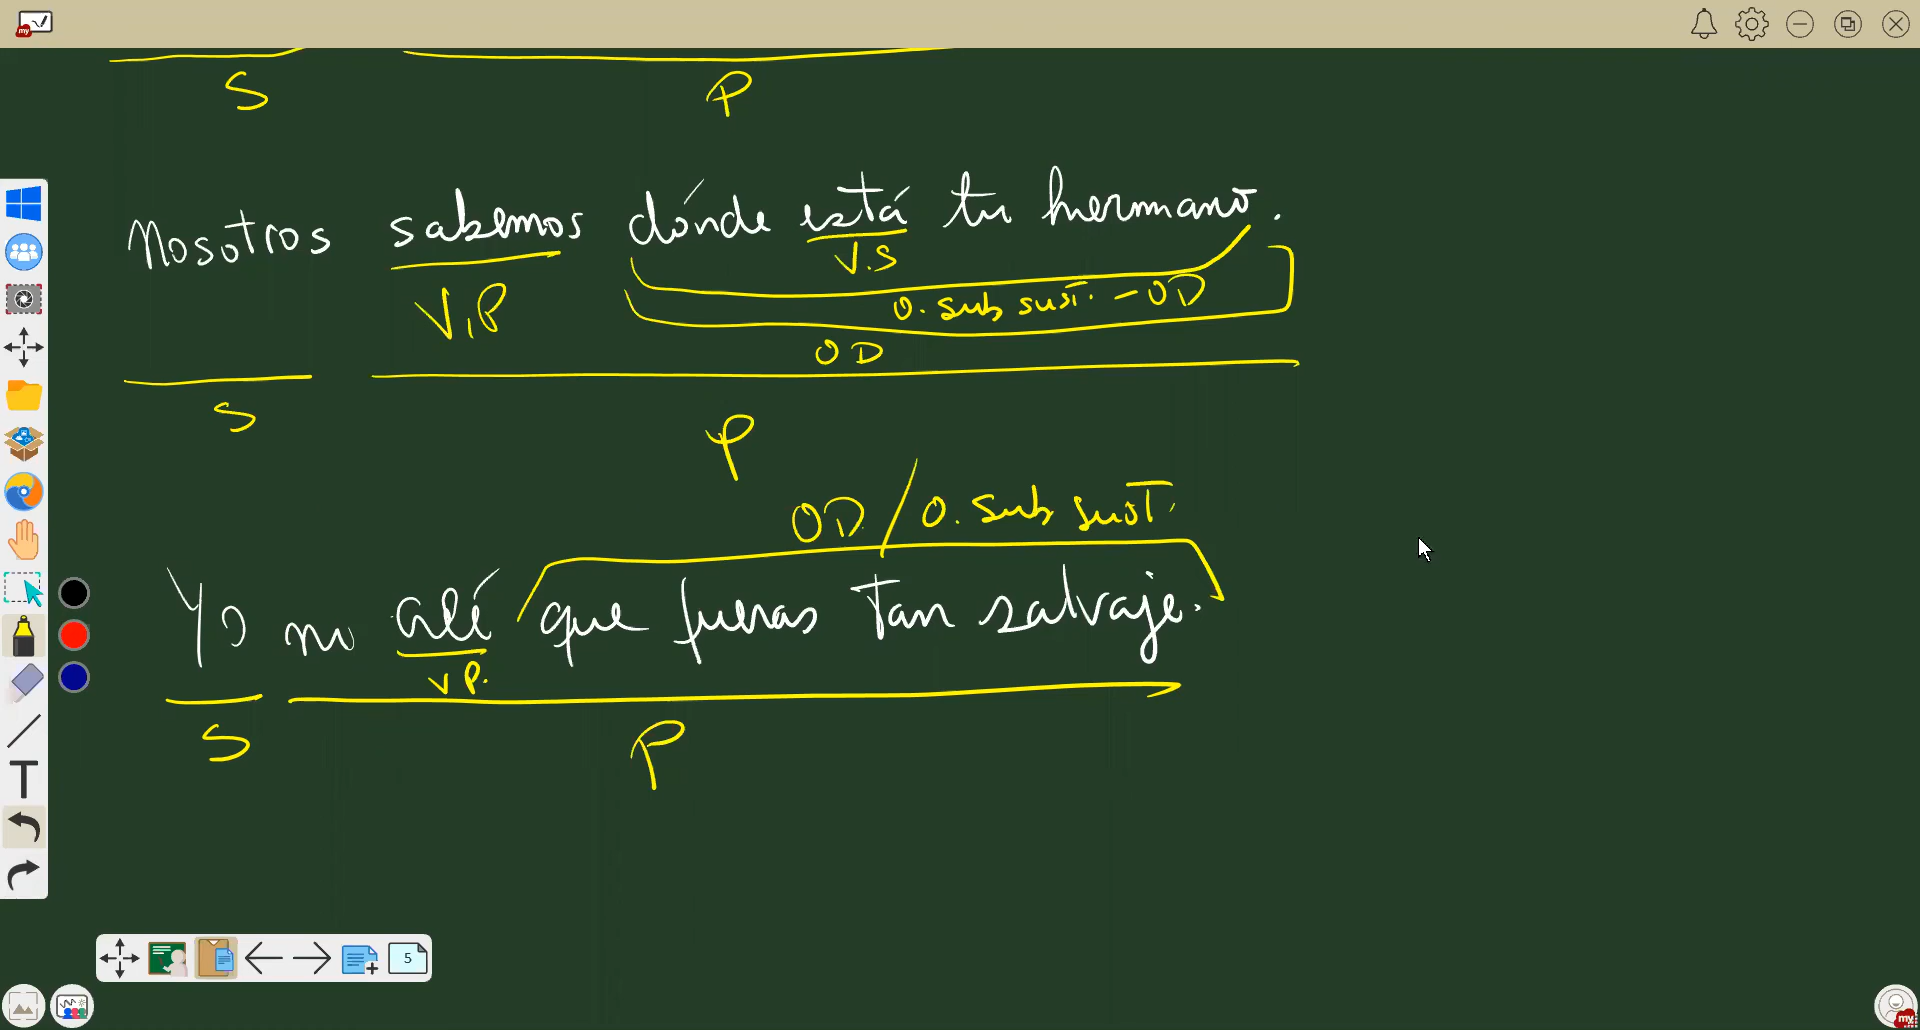 S P
Nosotros sabemos dónde está tu hermano.
V.P V.S
O. sub sust. - OD
OD
S P
OD / O. sub sust.
Yo no que fueras tan salvaje.
VP.
S P
5